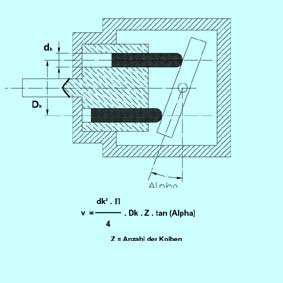 dk
Dk
Alpha
dk² . Π
v = ――― . Dk . Z . tan (Alpha)
4
Z = Anzahl der Kolben